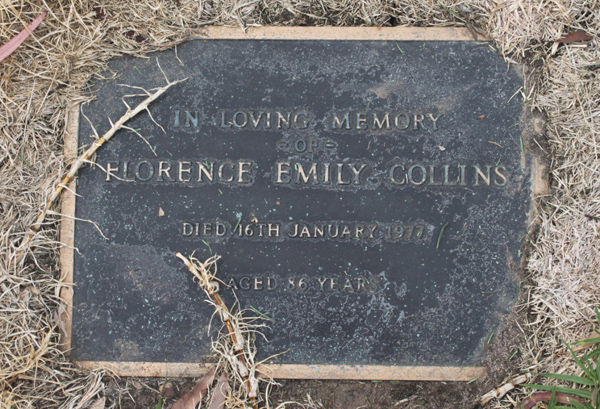 IN LOVING MEMORY
- OF -
FLORENCE EMILY COLLINS
DIED 16TH JANUARY 1977
AGED 86 YEARS